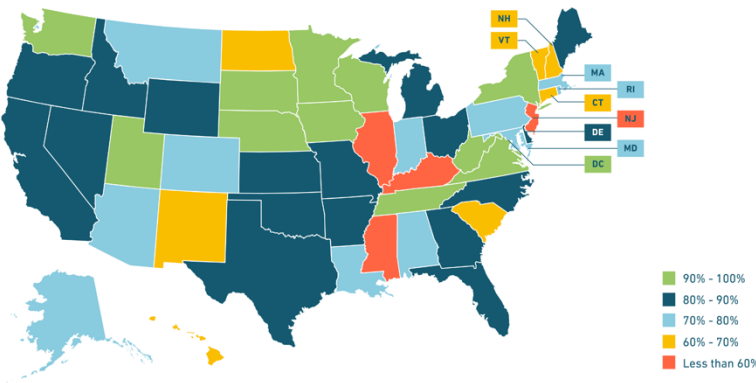 NH
VT
MA
RI
CT
NJ
DE
MD
DC
90% - 100%
80% - 90%
70% - 80%
60% - 70%
Less than 60%